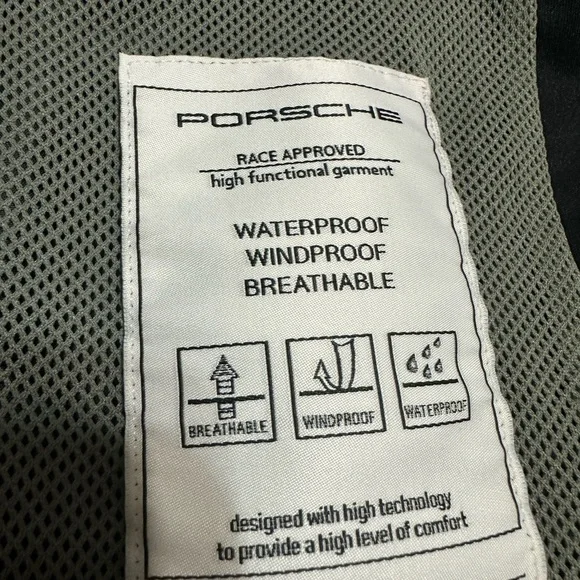 PORSCHE
RACE APPROVED
high functional garment
WATERPROOF
WINDPROOF
BREATHABLE
BREATHABLE
WINDPROOF
WATERPROOF
designed with high technology
to provide a high level of comfort